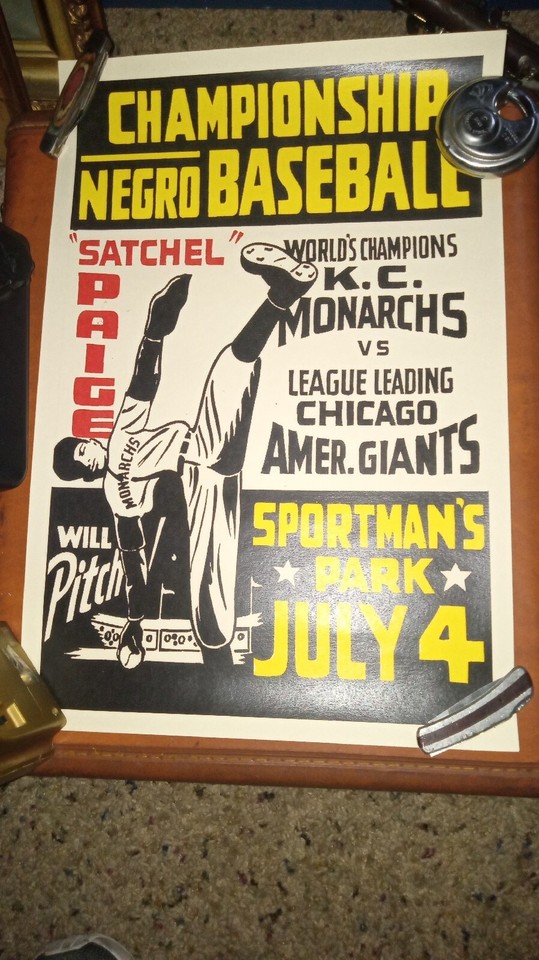 CHAMPIONSHIP
NEGRO BASEBALL
"SATCHEL"
PAIGE
WORLD'S CHAMPIONS
K.C.
MONARCHS
VS
LEAGUE LEADING
CHICAGO
AMER. GIANTS
MONARCHS
WILL
Pitch
SPORTMAN'S
PARK
JULY 4